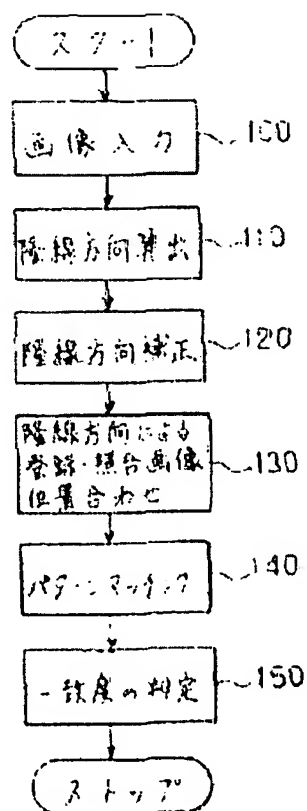 スタート
画像入力
100
隆線方向算出
110
隆線方向補正
120
隆線方向による
登録・照合画像
位置合わせ
130
パターンマッチング
140
一致度の判定
150
ストップ